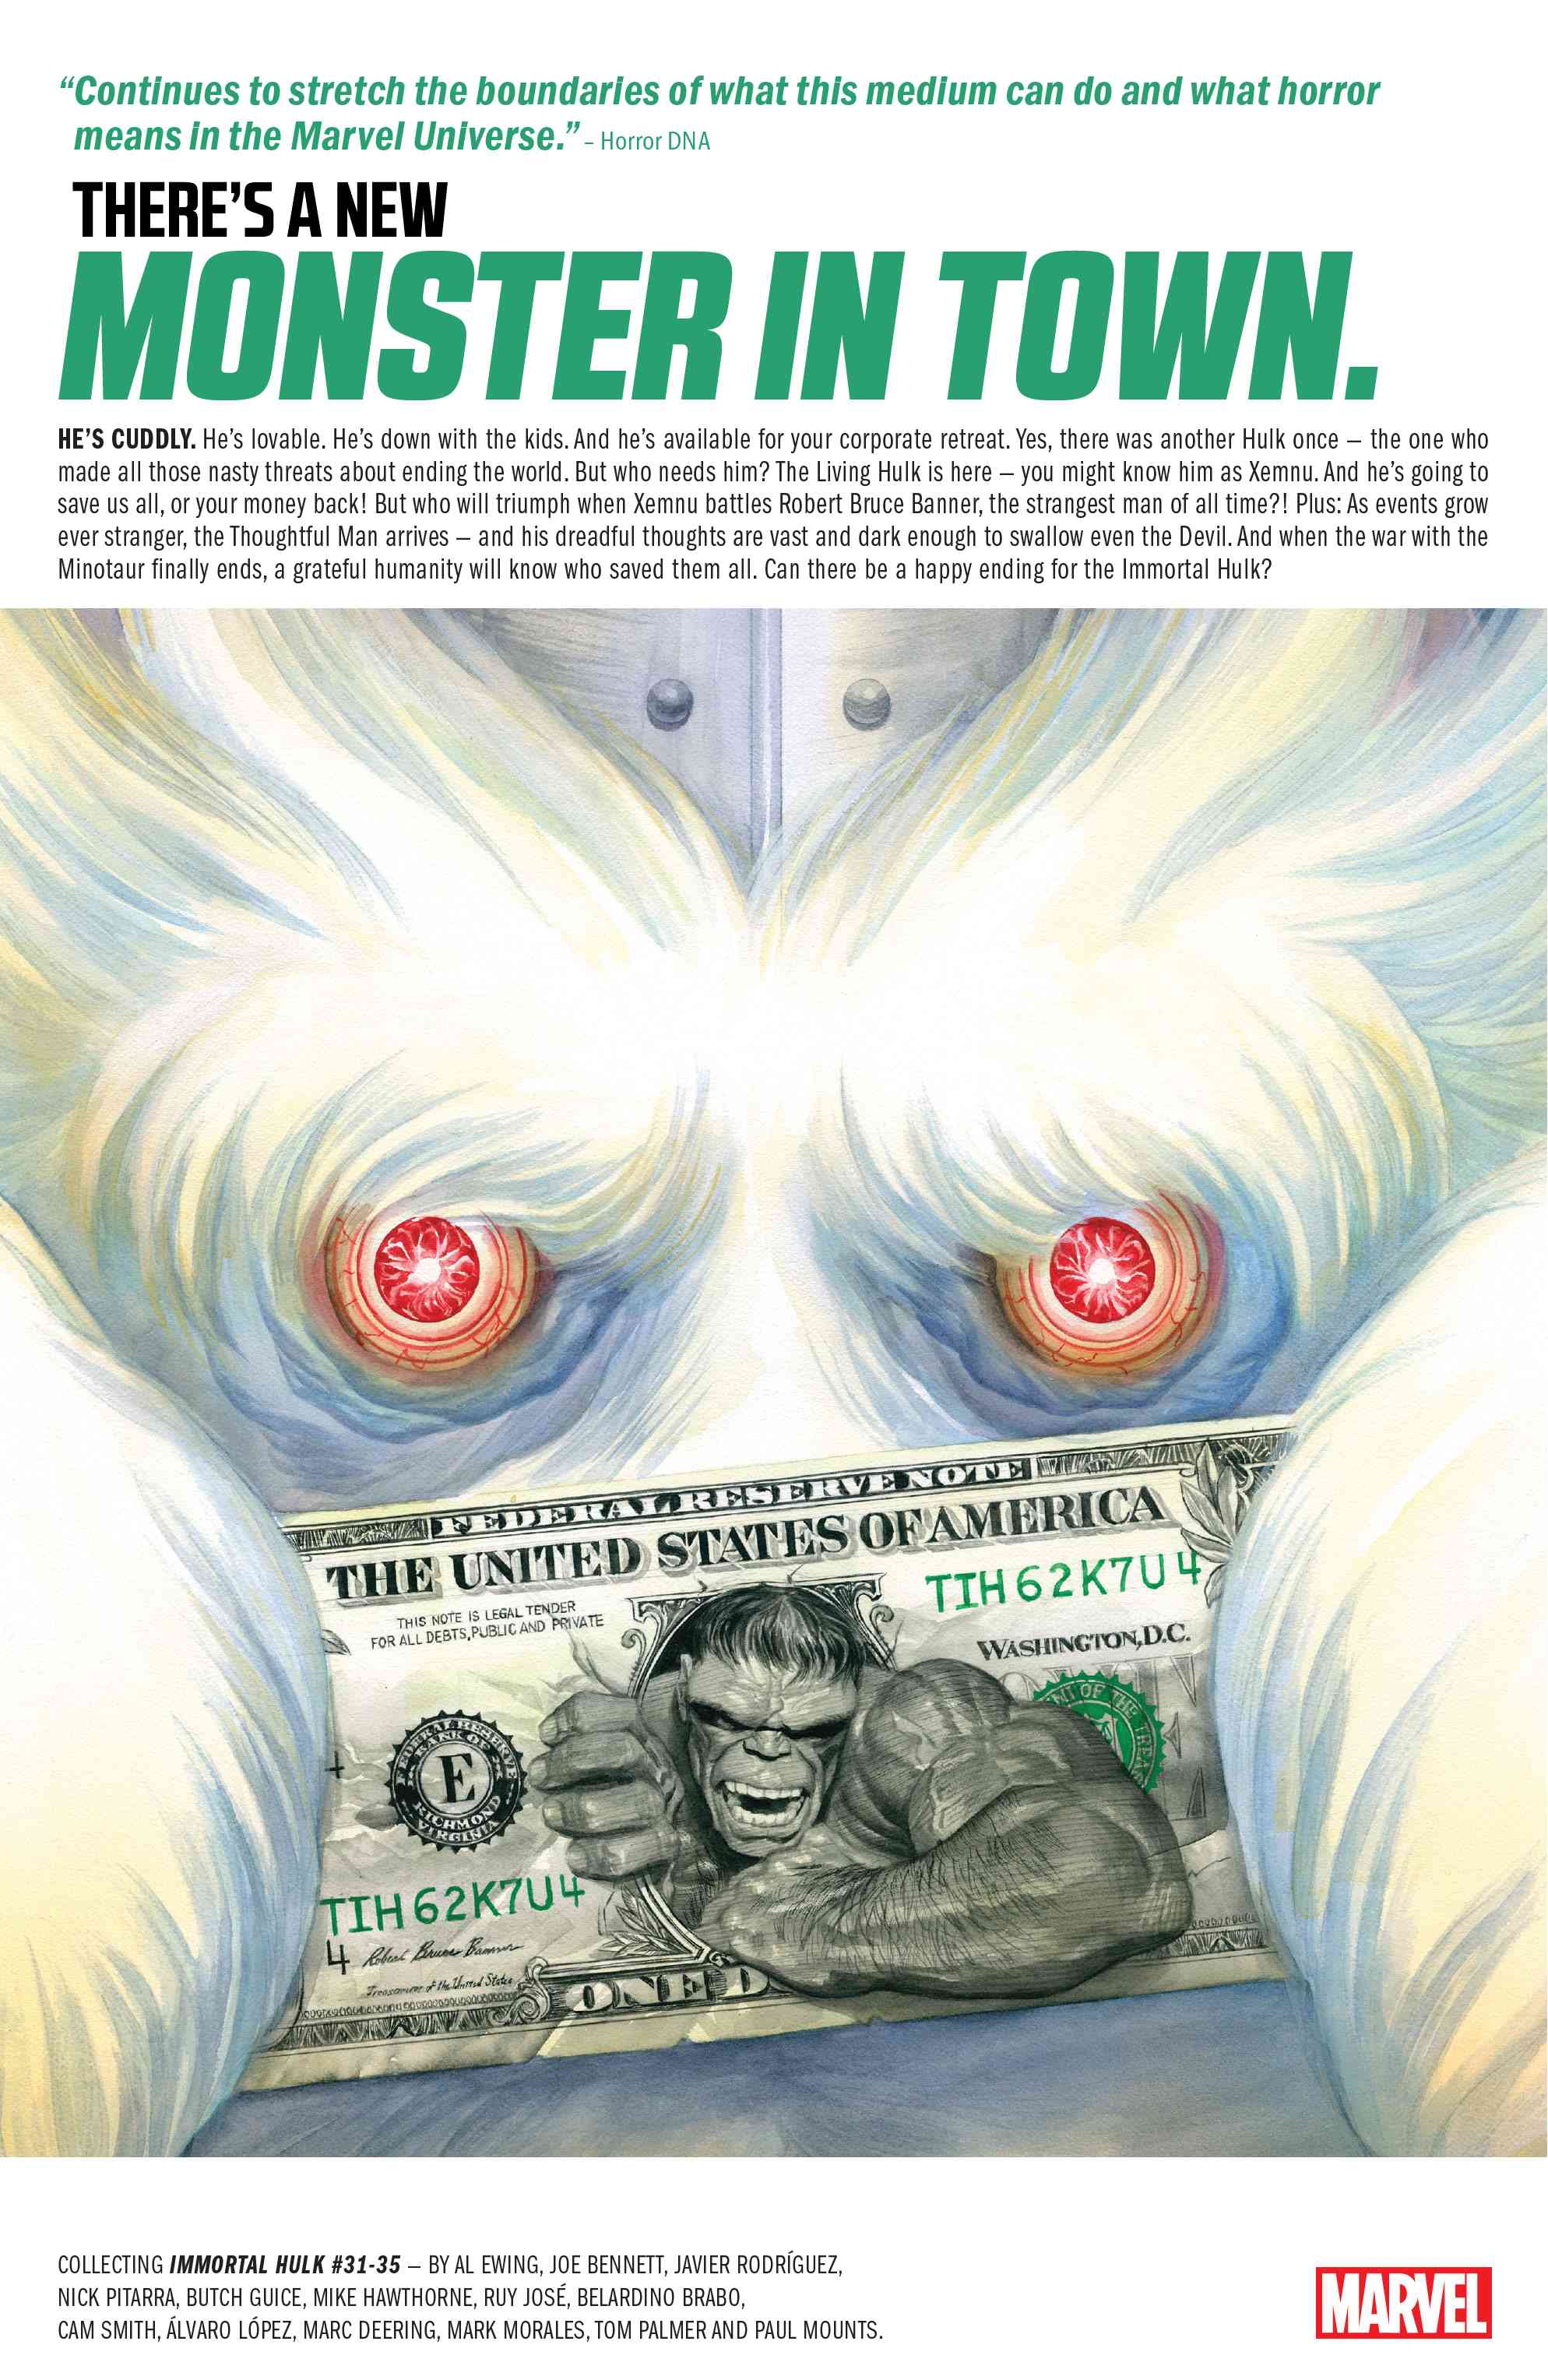 “Continues to stretch the boundaries of what this medium can do and what horror
means in the Marvel Universe.” – Horror DNA
THERE’S A NEW
MONSTER IN TOWN.
HE’S CUDDLY. He’s lovable. He’s down with the kids. And he’s available for your corporate retreat. Yes, there was another Hulk once — the one who
made all those nasty threats about ending the world. But who needs him? The Living Hulk is here — you might know him as Xemnu. And he’s going to
save us all, or your money back! But who will triumph when Xemnu battles Robert Bruce Banner, the strangest man of all time?! Plus: As events grow
ever stranger, the Thoughtful Man arrives — and his dreadful thoughts are vast and dark enough to swallow even the Devil. And when the war with the
Minotaur finally ends, a grateful humanity will know who saved them all. Can there be a happy ending for the Immortal Hulk?
FEDERAL RESERVE NOTE
THE UNITED STATES OF AMERICA
THIS NOTE IS LEGAL TENDER
FOR ALL DEBTS, PUBLIC AND PRIVATE
TIH62K7U4
WASHINGTON, D.C.
FEDERAL RESERVE
BANK OF
E
RICHMOND
VIRGINIA
OF THE
TIH62K7U4
4
Robert Bruce Banner
Treasurer of the United States
ONE D
COLLECTING IMMORTAL HULK #31-35 — BY AL EWING, JOE BENNETT, JAVIER RODRÍGUEZ,
NICK PITARRA, BUTCH GUICE, MIKE HAWTHORNE, RUY JOSÉ, BELARDINO BRABO,
CAM SMITH, ÁLVARO LÓPEZ, MARC DEERING, MARK MORALES, TOM PALMER AND PAUL MOUNTS.
MARVEL